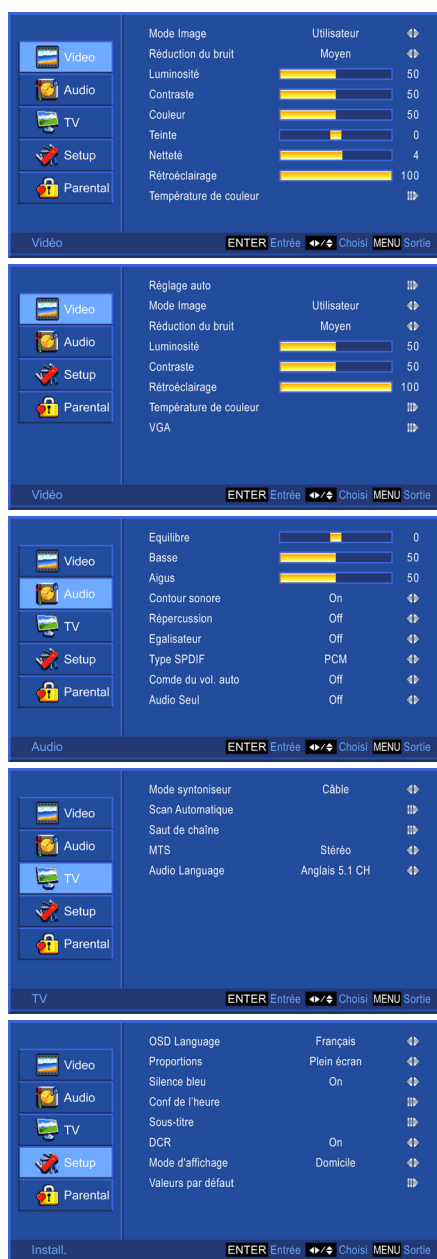 Video
Audio
TV
Setup
Parental
Mode Image Utilisateur
Réduction du bruit Moyen
Luminosité 50
Contraste 50
Couleur 50
Teinte 0
Netteté 4
Rétroéclairage 100
Température de couleur
Vidéo ENTER Entrée Choisi MENU Sortie
Video
Audio
Setup
Parental
Réglage auto
Mode Image Utilisateur
Réduction du bruit Moyen
Luminosité 50
Contraste 50
Rétroéclairage 100
Température de couleur
VGA
Vidéo ENTER Entrée Choisi MENU Sortie
Video
Audio
TV
Setup
Parental
Equilibre 0
Basse 50
Aigus 50
Contour sonore On
Répercussion Off
Egalisateur Off
Type SPDIF PCM
Comde du vol. auto Off
Audio Seul Off
Audio ENTER Entrée Choisi MENU Sortie
Video
Audio
TV
Setup
Parental
Mode syntoniseur Câble
Scan Automatique
Saut de chaîne
MTS Stéréo
Audio Language Anglais 5.1 CH
TV ENTER Entrée Choisi MENU Sortie
Video
Audio
TV
Setup
Parental
OSD Language Français
Proportions Plein écran
Silence bleu On
Conf de l'heure
Sous-titre
DCR On
Mode d'affichage Domicile
Valeurs par défaut
Install. ENTER Entrée Choisi MENU Sortie